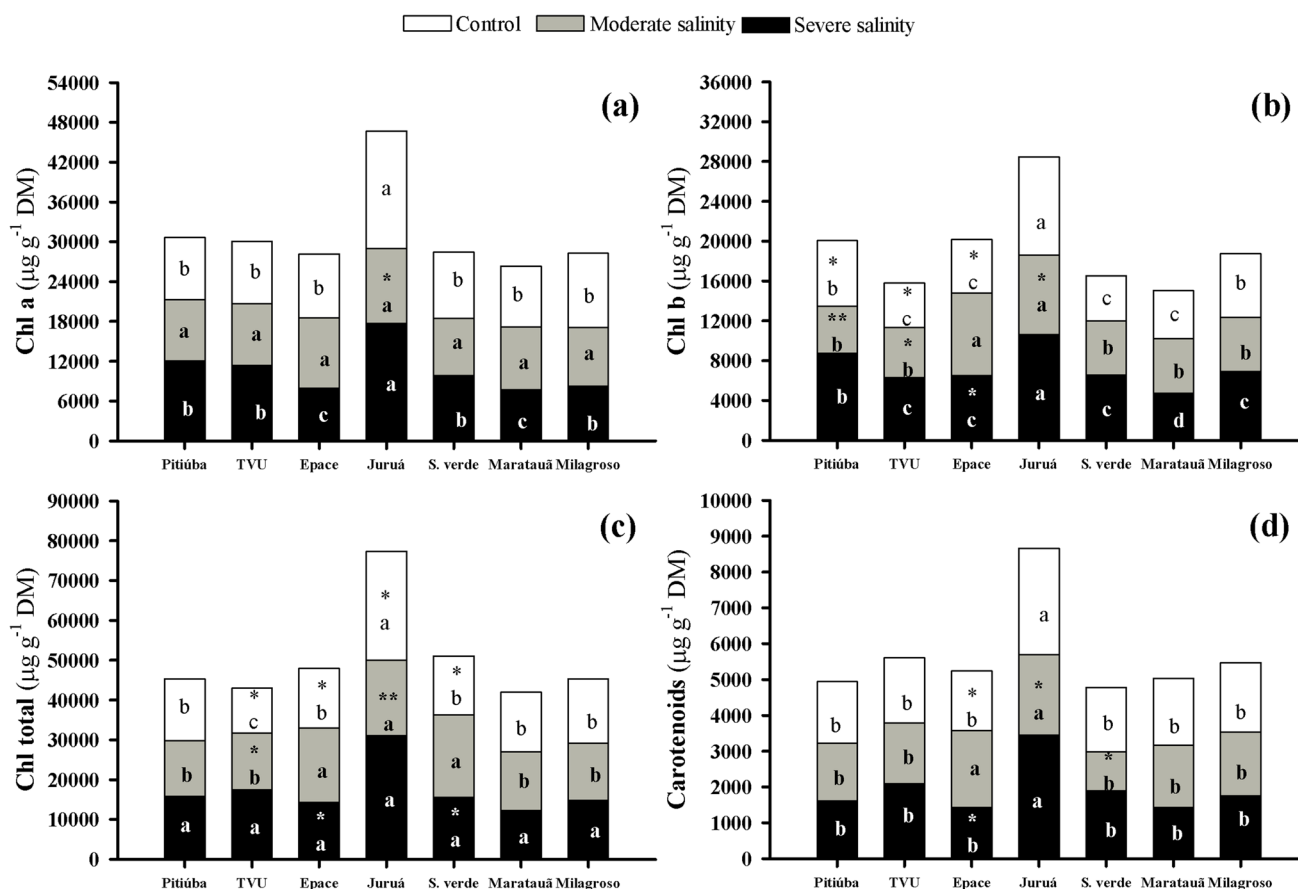 Control Moderate salinity Severe salinity
(a)
Chl a (µg g-1 DM)
54000
48000
42000
36000
30000
24000
18000
12000
6000
0
a
b b b b b b
*
a a a a a a a
a
b b c b c b
Pitiúba TVU Epace Juruá S. verde Maratauã Milagroso
(b)
Chl b (µg g-1 DM)
36000
32000
28000
24000
20000
16000
12000
8000
4000
0
a
* * *
b c c c c b
** * *
b b a a b b b
*
b c c a c d c
Pitiúba TVU Epace Juruá S. verde Maratauã Milagroso
(c)
Chl total (µg g-1 DM)
90000
80000
70000
60000
50000
40000
30000
20000
10000
0
* * * *
b c b a b b b
* **
b b a a a b b
* *
a a a a a a a
Pitiúba TVU Epace Juruá S. verde Maratauã Milagroso
(d)
Carotenoids (µg g-1 DM)
10000
9000
8000
7000
6000
5000
4000
3000
2000
1000
0
*
b b b a b b b
* *
b b a a b b b
*
b b b a b b b
Pitiúba TVU Epace Juruá S. verde Maratauã Milagroso